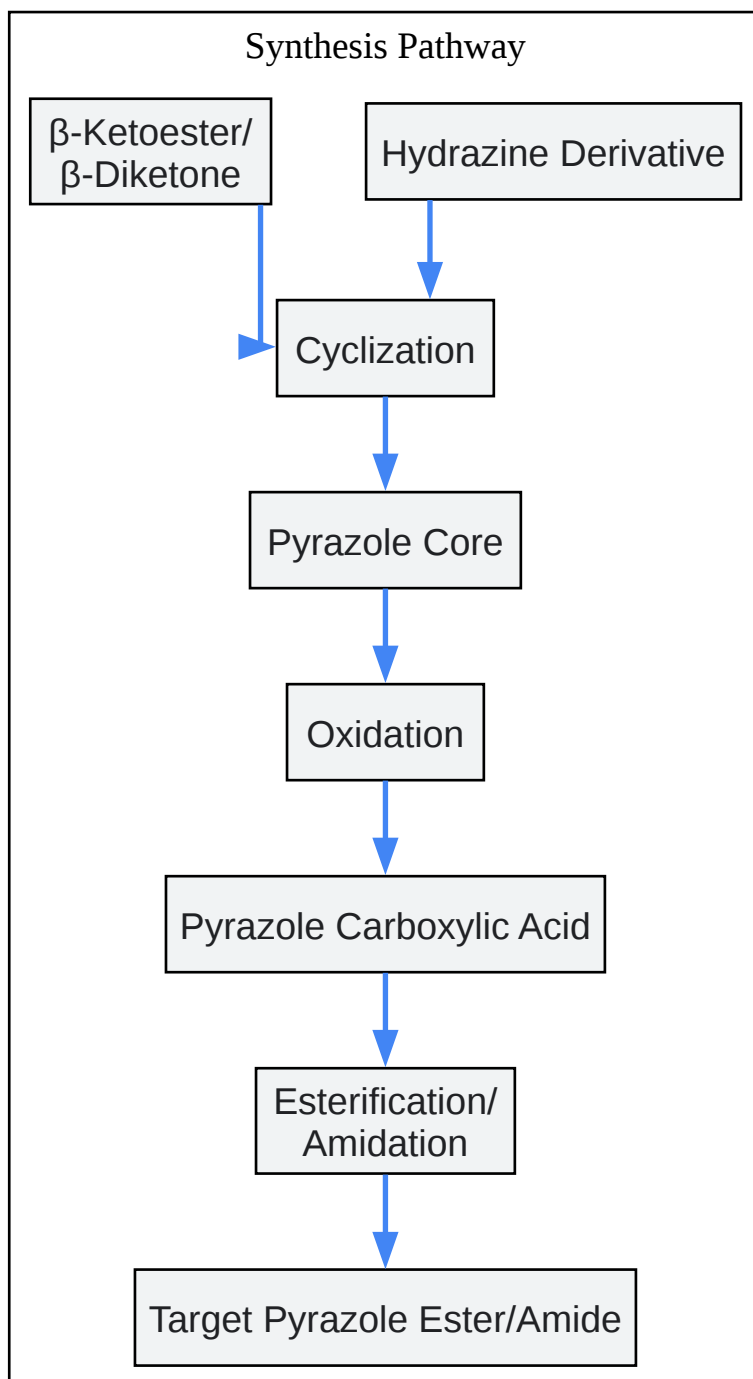 Synthesis Pathway
β-Ketoester/
β-Diketone
Hydrazine Derivative
Cyclization
Pyrazole Core
Oxidation
Pyrazole Carboxylic Acid
Esterification/
Amidation
Target Pyrazole Ester/Amide